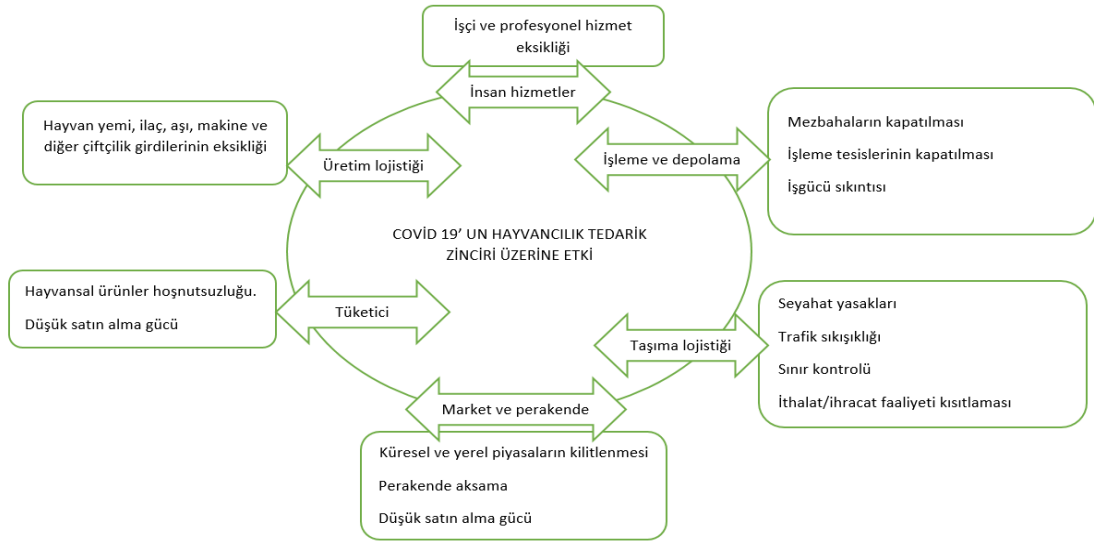 İşçi ve profesyonel hizmet
eksikliği
İnsan hizmetler
Hayvan yemi, ilaç, aşı, makine ve
diğer çiftçilik girdilerinin eksikliği
Üretim lojistiği
İşleme ve depolama
Mezbahaların kapatılması
İşleme tesislerinin kapatılması
İşgücü sıkıntısı
COVİD 19’ UN HAYVANCILIK TEDARİK
ZİNCİRİ ÜZERİNE ETKİ
Hayvansal ürünler hoşnutsuzluğu.
Düşük satın alma gücü
Tüketici
Taşıma lojistiği
Seyahat yasakları
Trafik sıkışıklığı
Sınır kontrolü
İthalat/ihracat faaliyeti kısıtlaması
Market ve perakende
Küresel ve yerel piyasaların kilitlenmesi
Perakende aksama
Düşük satın alma gücü